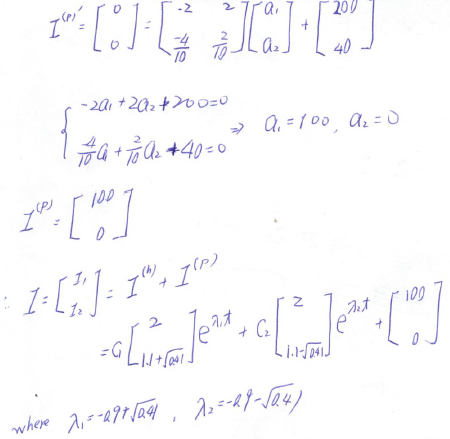 I^{(P)'} = [0; 0] = [-2 2; -4/10 2/10][a₁; a₂] + [200; 40]
{ -2a₁+2a₂+200=0
-4/10 a₁ + 2/10 a₂ +40=0 ⇒ a₁=100, a₂=0
I^{(P)} = [100; 0]
: I = [I₁; I₂] = I^{(h)} + I^{(P)}
=C₁[2; 1.1+√0.41]e^{λ₁t} + C₂[2; 1.1-√0.41]e^{λ₂t} + [100; 0]
where λ₁=-0.9+√0.41, λ₂=-0.9-√0.41